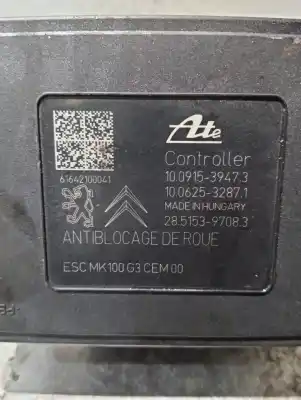 Ate
Controller
10.0915-3947.3
10.0625-3287.1
MADE IN HUNGARY
28.5153-9708.3
61642100041
ANTIBLOCAGE DE ROUE
ESC MK100 G3 CEM 00